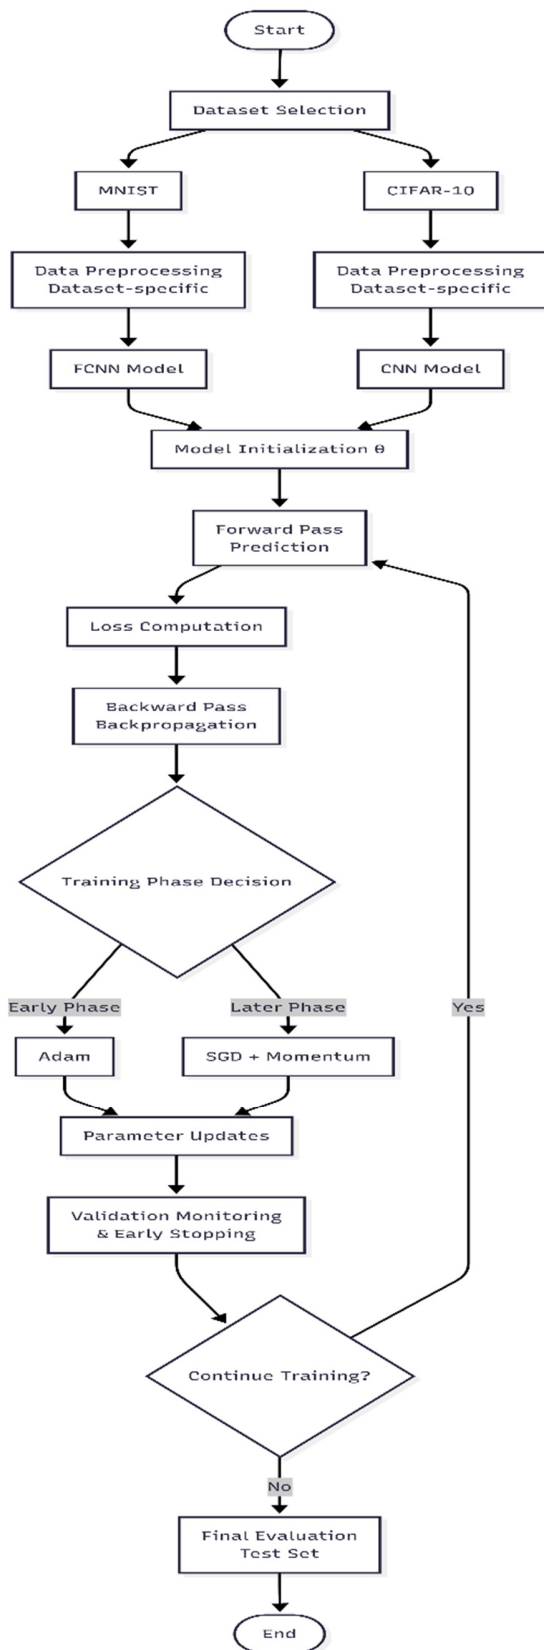 Start
Dataset Selection
MNIST
CIFAR-10
Data Preprocessing
Dataset-specific
Data Preprocessing
Dataset-specific
FCNN Model
CNN Model
Model Initialization θ
Forward Pass
Prediction
Loss Computation
Backward Pass
Backpropagation
Training Phase Decision
Early Phase
Later Phase
Yes
Adam
SGD + Momentum
Parameter Updates
Validation Monitoring
& Early Stopping
Continue Training?
No
Final Evaluation
Test Set
End